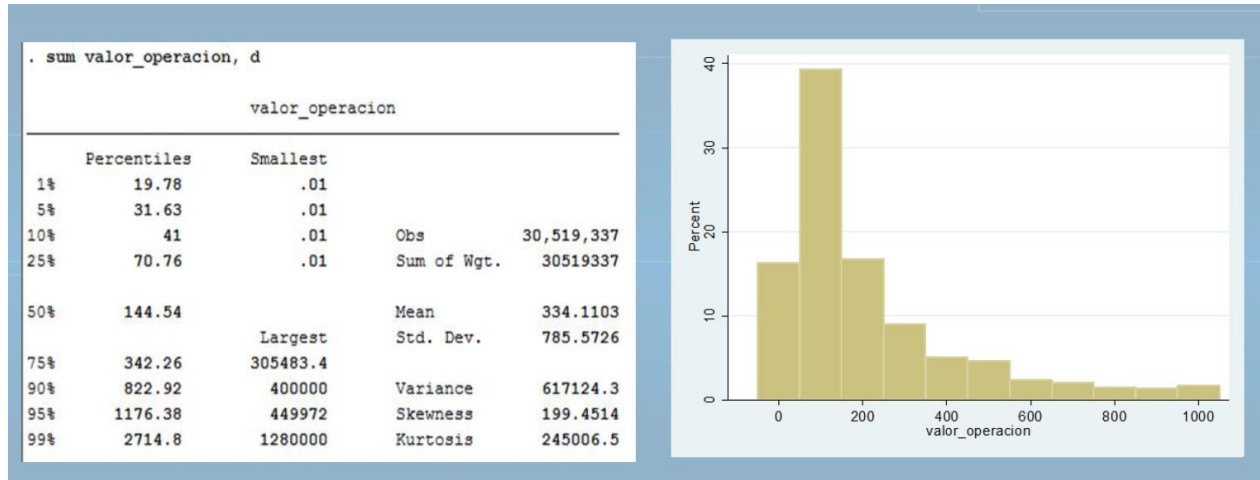 . sum valor_operacion, d
valor_operacion
Percentiles Smallest
1% 19.78 .01
5% 31.63 .01
10% 41 .01 Obs 30,519,337
25% 70.76 .01 Sum of Wgt. 30519337
50% 144.54 Mean 334.1103
Largest Std. Dev. 785.5726
75% 342.26 305483.4
90% 822.92 400000 Variance 617124.3
95% 1176.38 449972 Skewness 199.4514
99% 2714.8 1280000 Kurtosis 245006.5
40
30
20
10
0
Percent
0 200 400 600 800 1000
valor_operacion